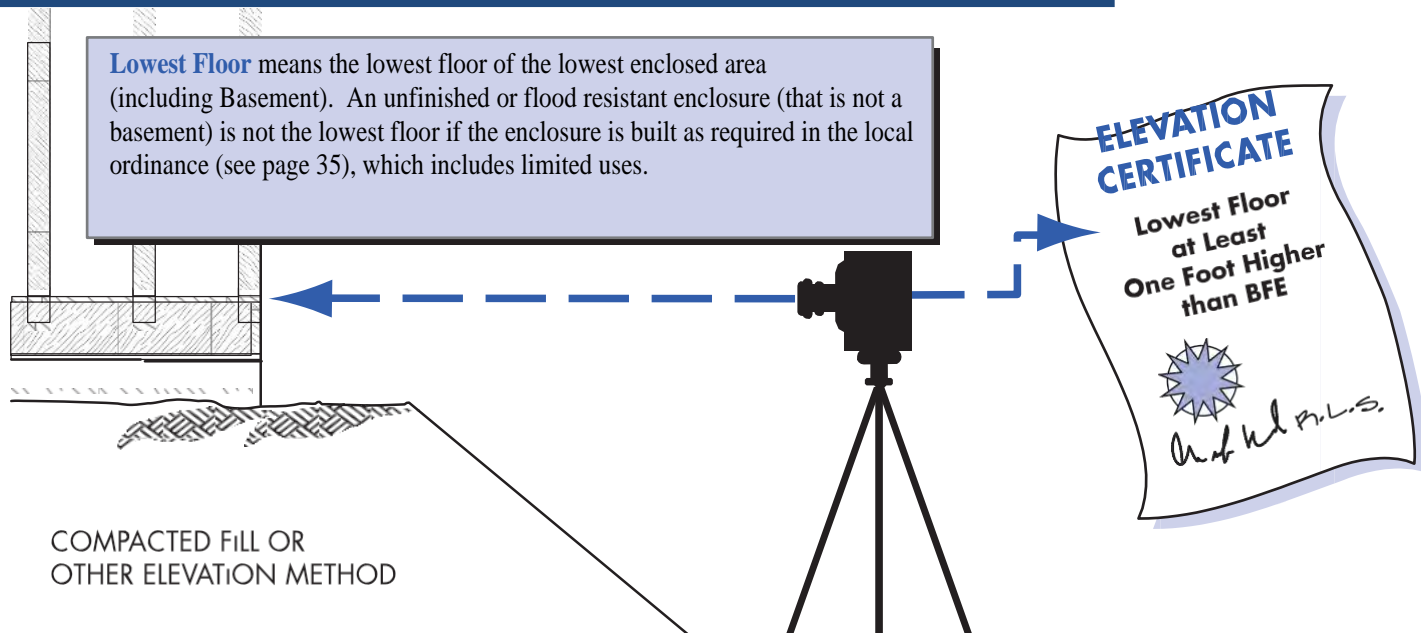 Lowest Floor means the lowest floor of the lowest enclosed area
(including Basement). An unfinished or flood resistant enclosure (that is not a
basement) is not the lowest floor if the enclosure is built as required in the local
ordinance (see page 35), which includes limited uses.
ELEVATION
CERTIFICATE
Lowest Floor
at Least
One Foot Higher
than BFE
R.L.S.
COMPACTED FiLL OR
OTHER ELEVATiON METHOD